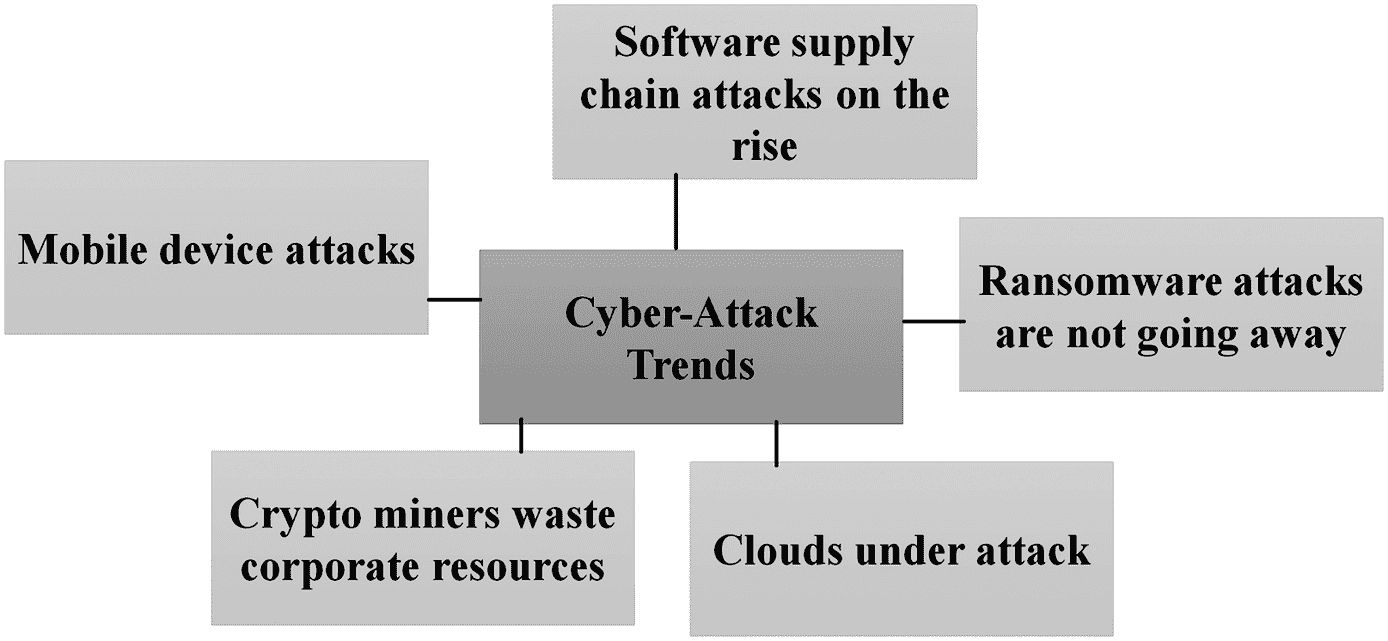 Software supply
chain attacks on the
rise
Mobile device attacks
Ransomware attacks
are not going away
Cyber-Attack
Trends
Crypto miners waste
corporate resources
Clouds under attack